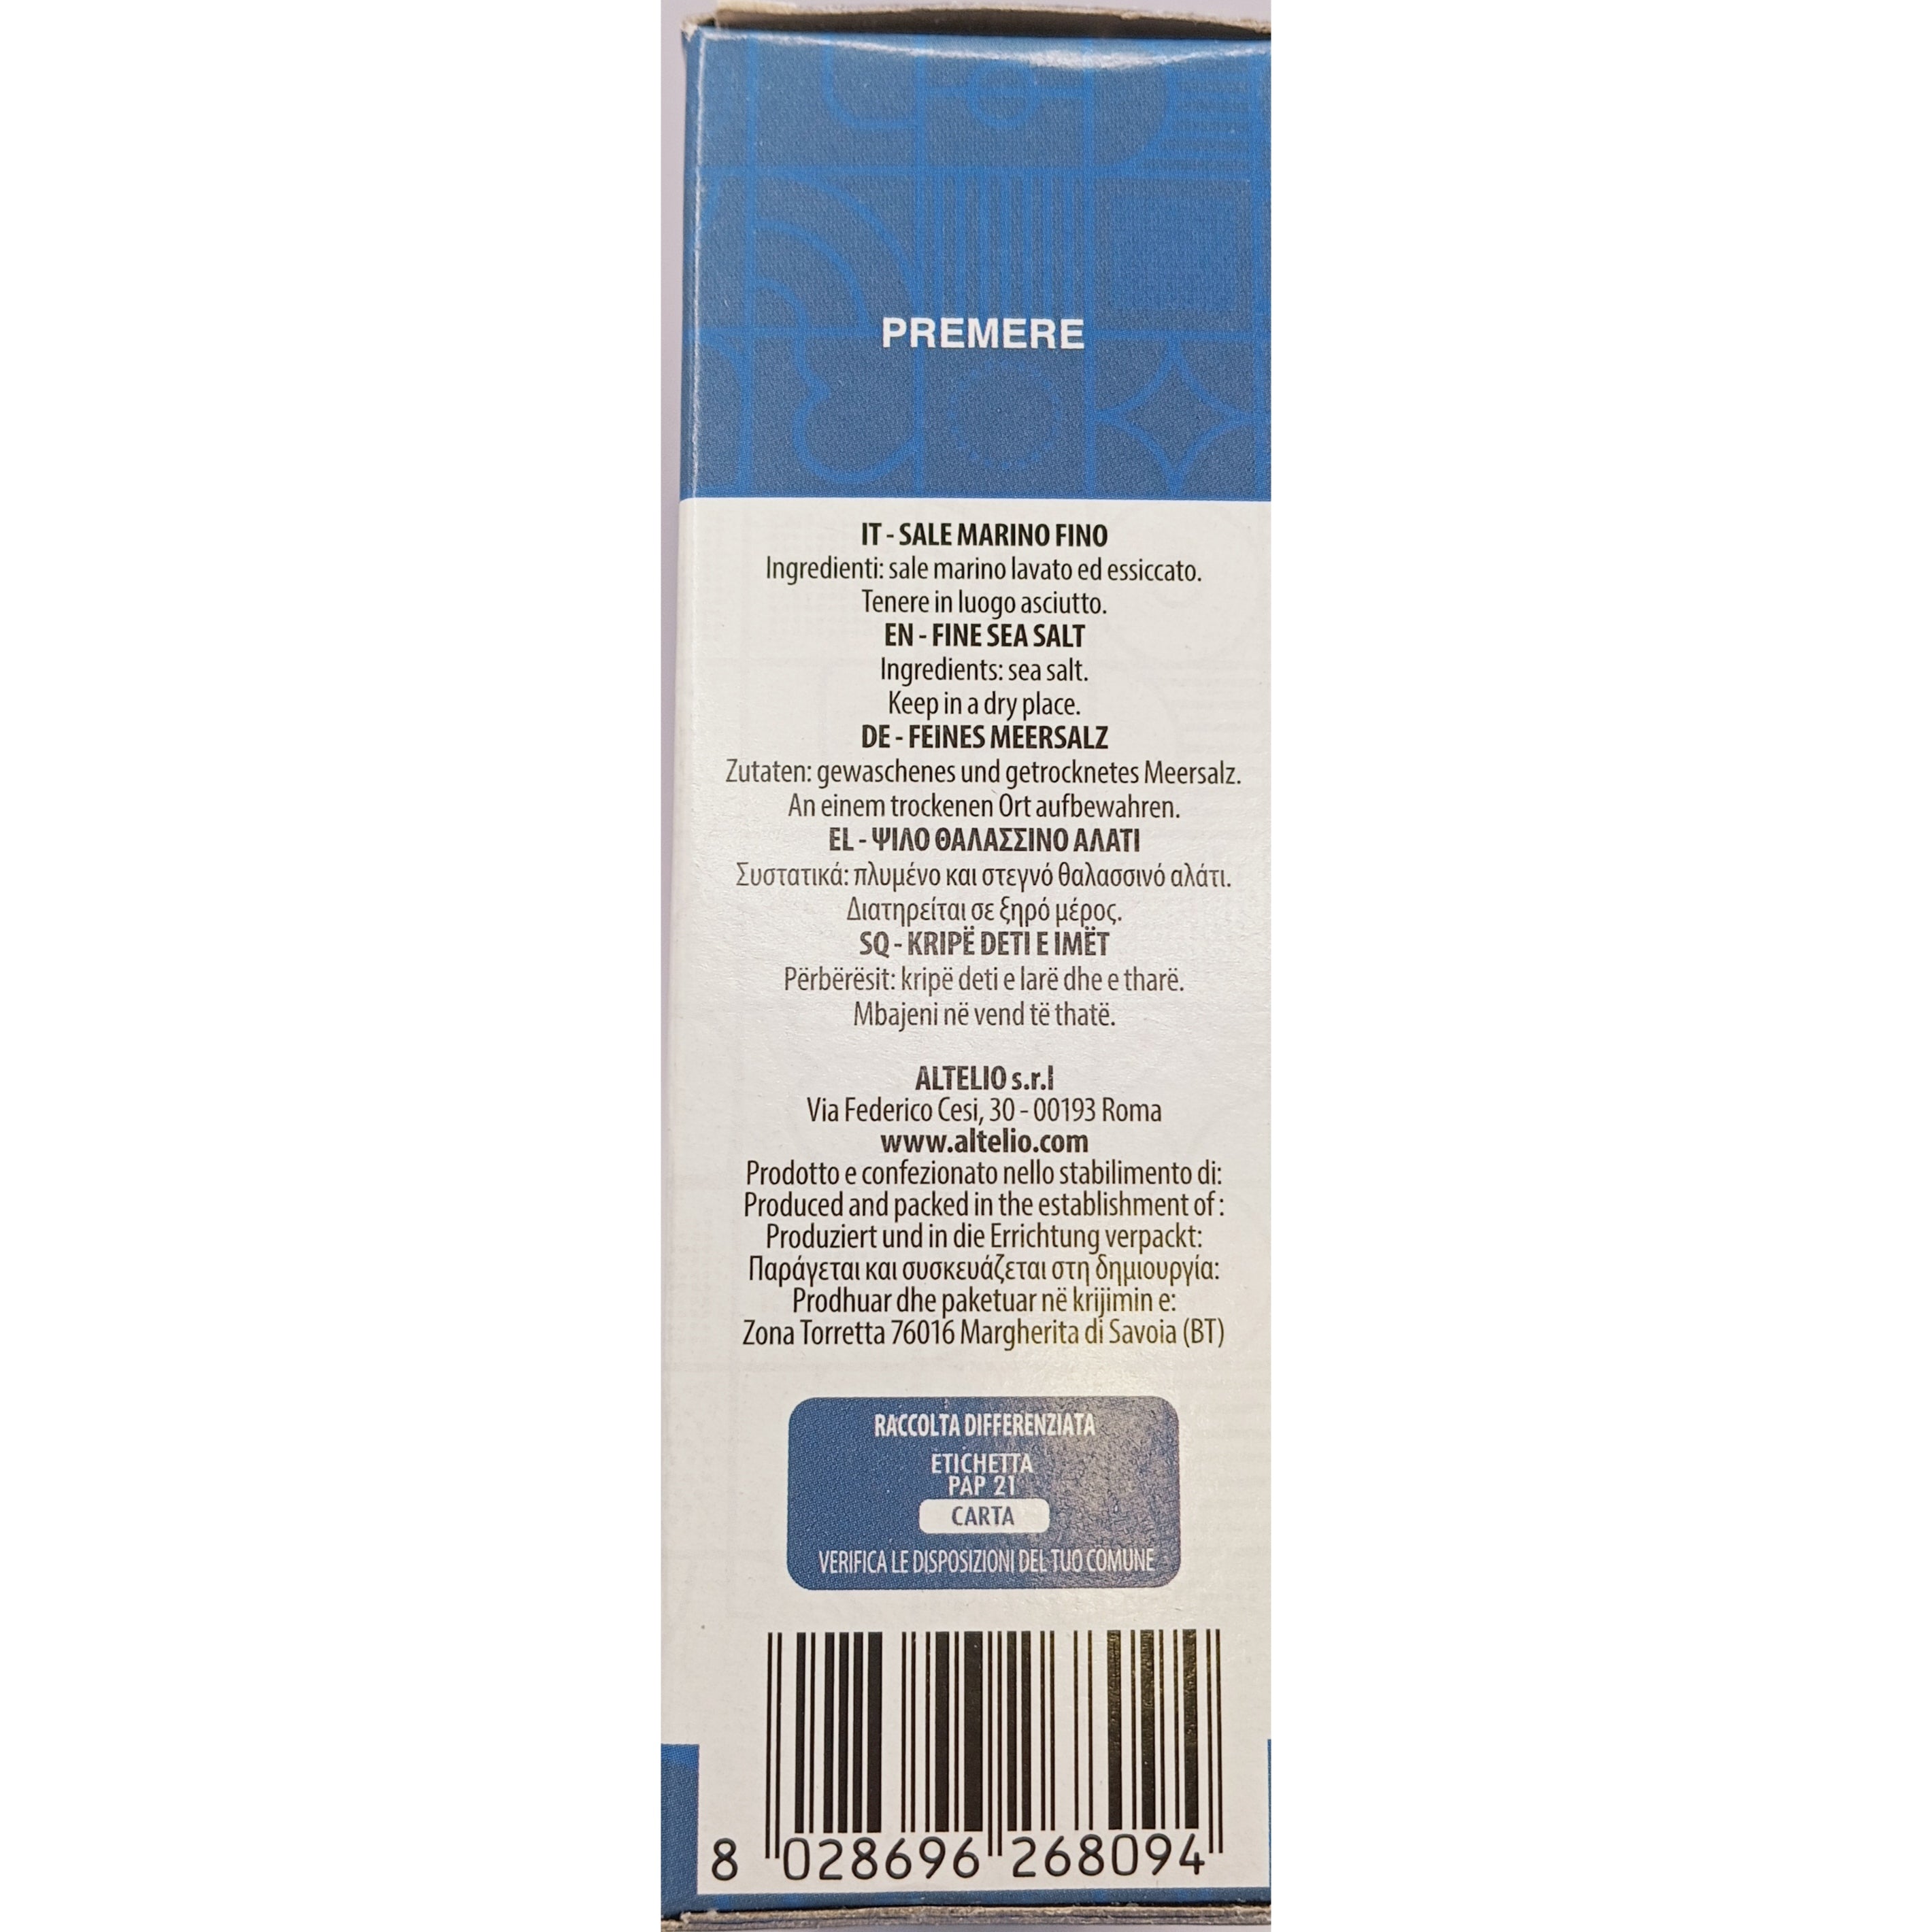 PREMERE
IT - SALE MARINO FINO
Ingredienti: sale marino lavato ed essiccato.
Tenere in luogo asciutto.
EN - FINE SEA SALT
Ingredients: sea salt.
Keep in a dry place.
DE - FEINES MEERSALZ
Zutaten: gewaschenes und getrocknetes Meersalz.
An einem trockenen Ort aufbewahren.
EL - ΨΙΛΟ ΘΑΛΑΣΣΙΝΟ ΑΛΑΤΙ
Συστατικά: πλυμένο και στεγνό θαλασσινό αλάτι.
Διατηρείται σε ξηρό μέρος.
SQ - KRIPË DETI E IMËT
Përbërësit: kripë deti e larë dhe e tharë.
Mbajeni në vend të thatë.
ALTELIO s.r.l
Via Federico Cesi, 30 - 00193 Roma
www.altelio.com
Prodotto e confezionato nello stabilimento di:
Produced and packed in the establishment of :
Produziert und in die Errichtung verpackt:
Παράγεται και συσκευάζεται στη δημιουργία:
Prodhuar dhe paketuar në krijimin e:
Zona Torretta 76016 Margherita di Savoia (BT)
RACCOLTA DIFFERENZIATA
ETICHETTA
PAP 21
CARTA
VERIFICA LE DISPOSIZIONI DEL TUO COMUNE
8 028696 268094